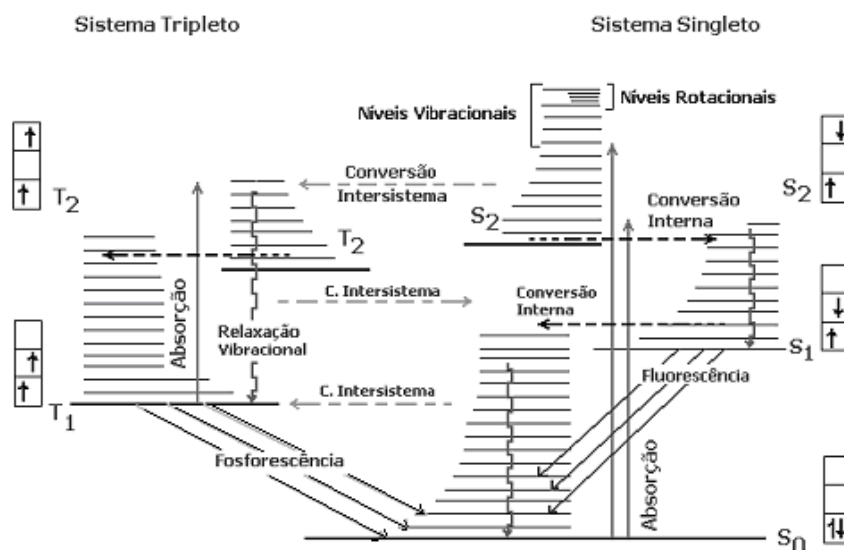 Sistema Tripleto
Sistema Singleto
Níveis Vibracionais
Níveis Rotacionais
T2
Conversão
Intersistema
S2
Conversão
Interna
S2
T2
Absorção
C. Intersistema
Conversão
Interna
Relaxação
Vibracional
S1
Fluorescência
C. Intersistema
T1
Fosforescência
Absorção
S0